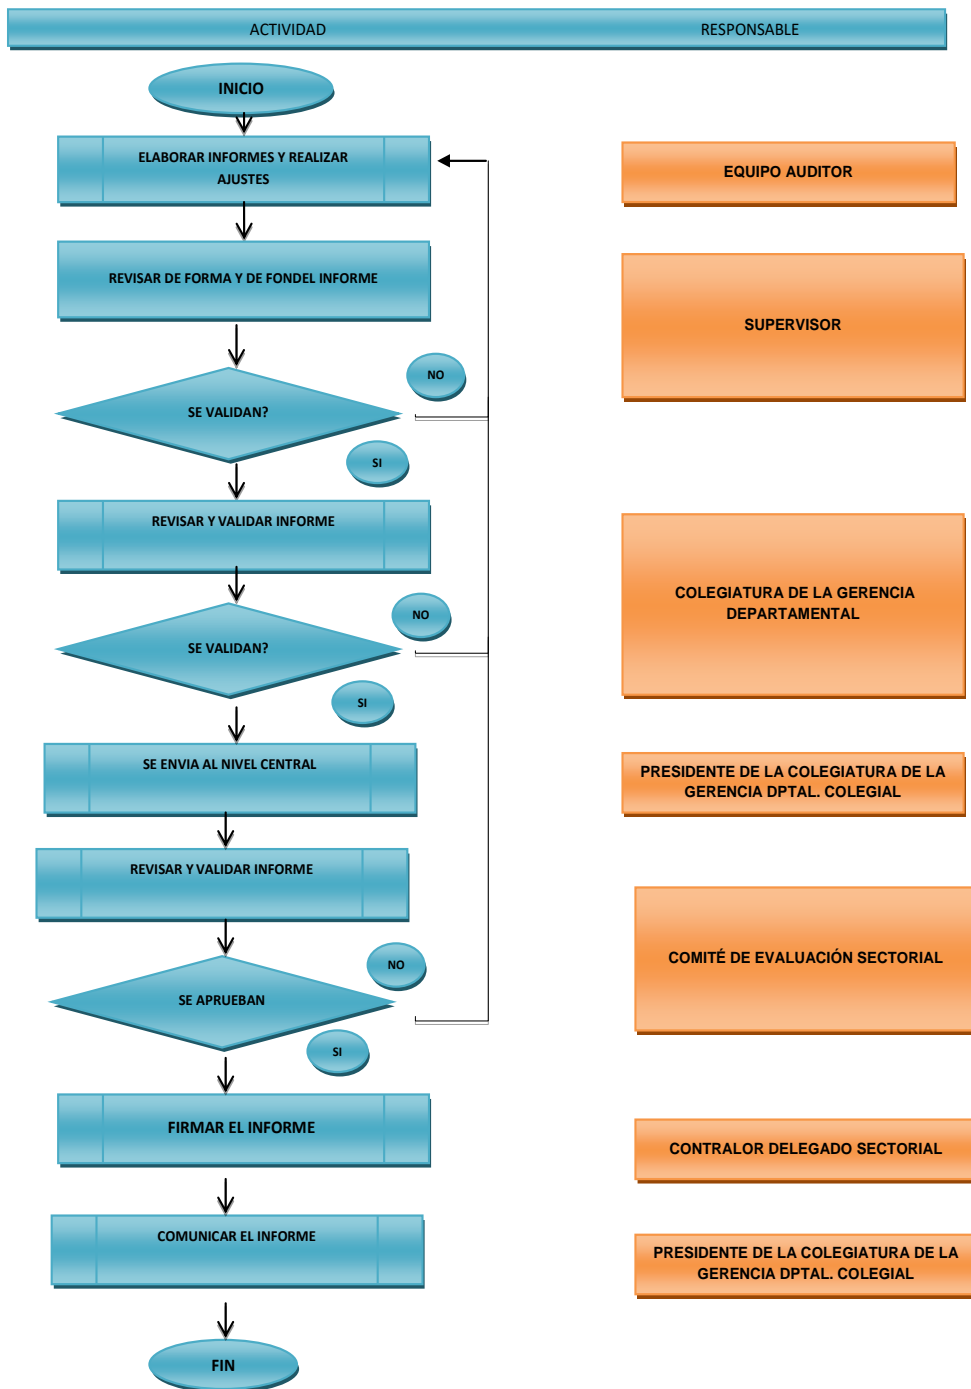 ACTIVIDAD RESPONSABLE
INICIO
ELABORAR INFORMES Y REALIZAR
AJUSTES
EQUIPO AUDITOR
REVISAR DE FORMA Y DE FONDEL INFORME
SUPERVISOR
NO
SE VALIDAN?
SI
REVISAR Y VALIDAR INFORME
COLEGIATURA DE LA GERENCIA
DEPARTAMENTAL
NO
SE VALIDAN?
SI
SE ENVIA AL NIVEL CENTRAL
PRESIDENTE DE LA COLEGIATURA DE LA
GERENCIA DPTAL. COLEGIAL
REVISAR Y VALIDAR INFORME
COMITÉ DE EVALUACIÓN SECTORIAL
NO
SE APRUEBAN
SI
FIRMAR EL INFORME
CONTRALOR DELEGADO SECTORIAL
COMUNICAR EL INFORME
PRESIDENTE DE LA COLEGIATURA DE LA
GERENCIA DPTAL. COLEGIAL
FIN